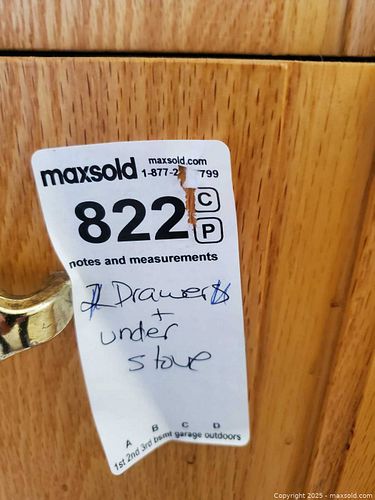 maxsold
maxsold.com
1-877-2 799
822
C
P
notes and measurements
Drawer
+
under
stove
A B C D
1st 2nd 3rd bsmt garage outdoors
Copyright 2025 - maxsold.com